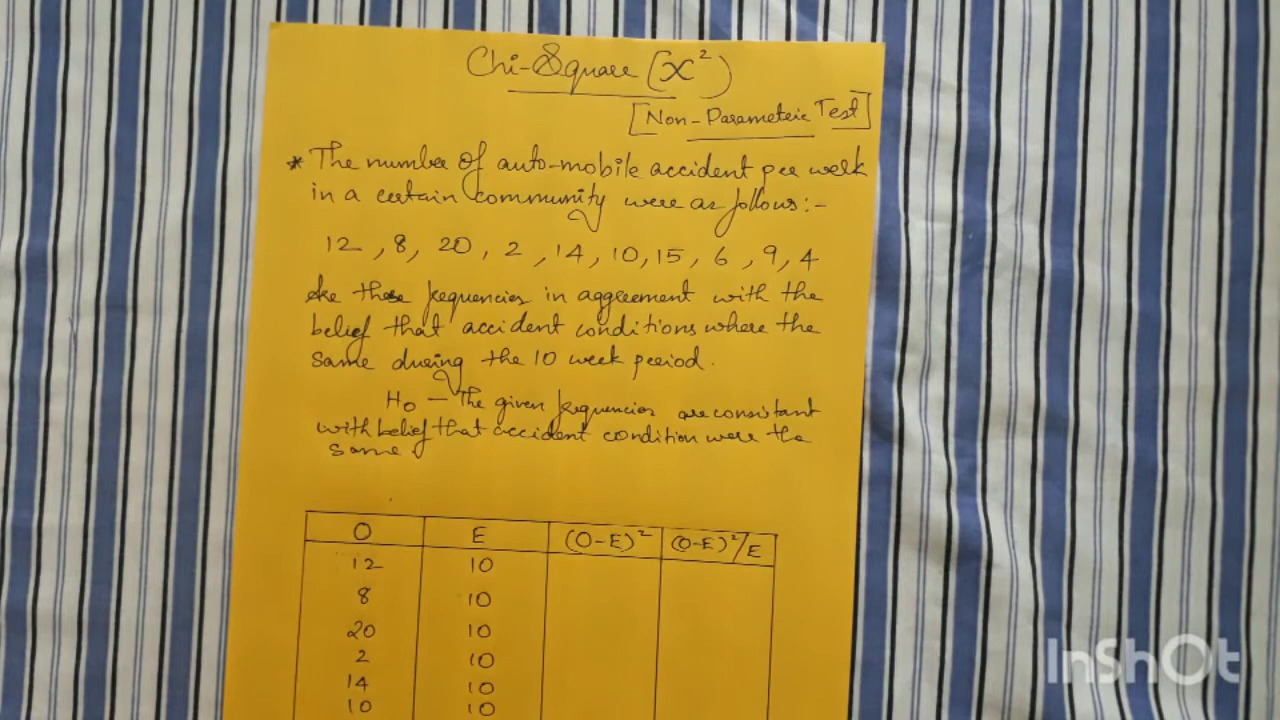 Chi-Square (X²)
[Non-Parametric Test]
* The number of auto-mobile accident per week
in a certain community were as follows:-
12, 8, 20, 2, 14, 10, 15, 6, 9, 4
Are these frequencies in aggreement with the
belief that accident conditions where the
same during the 10 week period.
H₀ — The given frequencies are consistant
with belief that accident condition were the
same
O E (O-E)² (O-E)²/E
12 10
8 10
20 10
2 10
14 10
10 10
InShOt